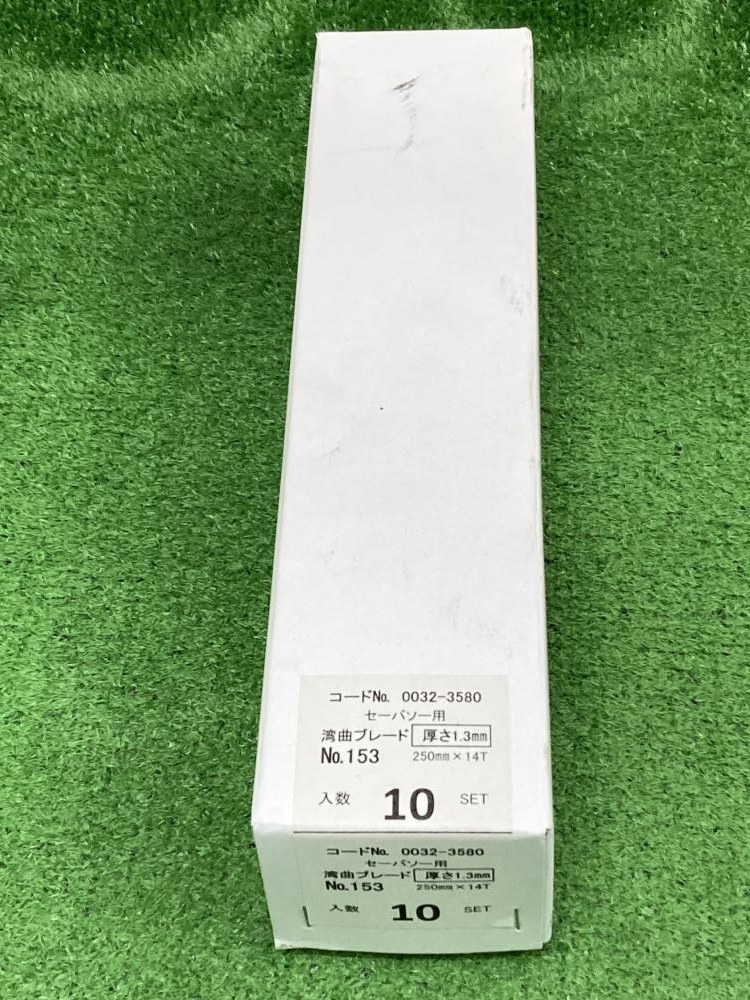 コードNo. 0032-3580
セーバソー用
湾曲ブレード 厚さ1.3mm
No.153 250mm×14T
入数 10 SET
コードNo. 0032-3580
セーバソー用
湾曲ブレード 厚さ1.3mm
No.153 250mm×14T
入数 10 SET